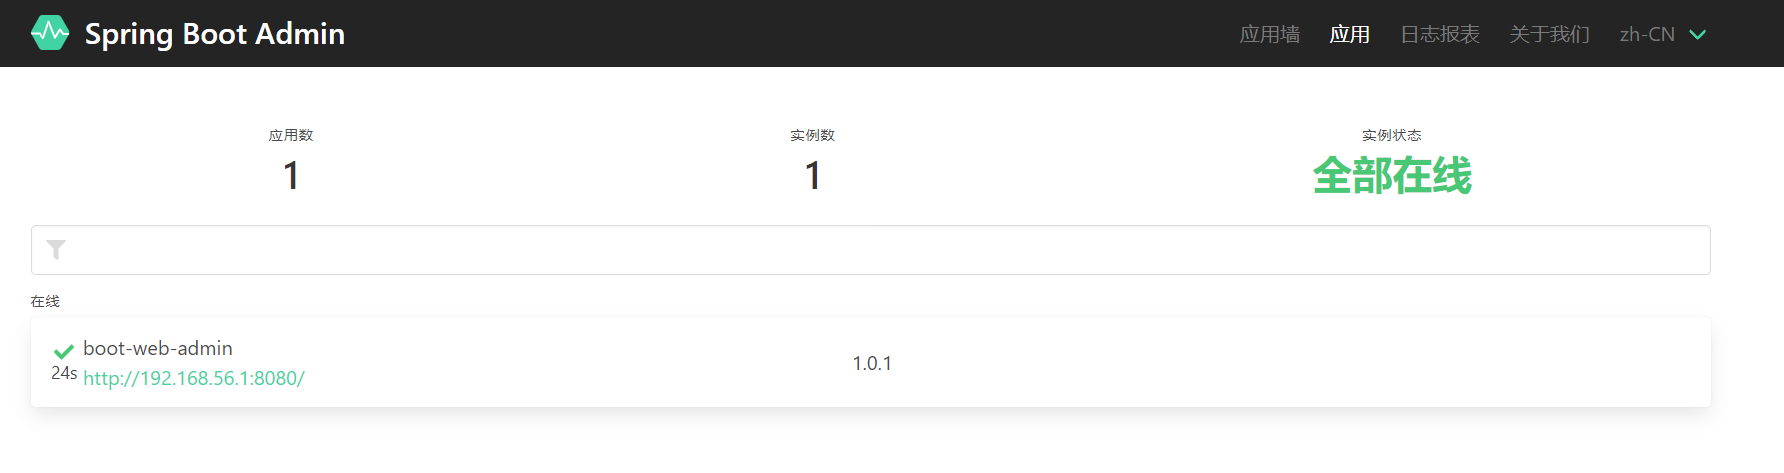 Spring Boot Admin 应用墙 应用 日志报表 关于我们 zh-CN
应用数 实例数 实例状态
1 1 全部在线
在线
boot-web-admin
24s http://192.168.56.1:8080/
1.0.1